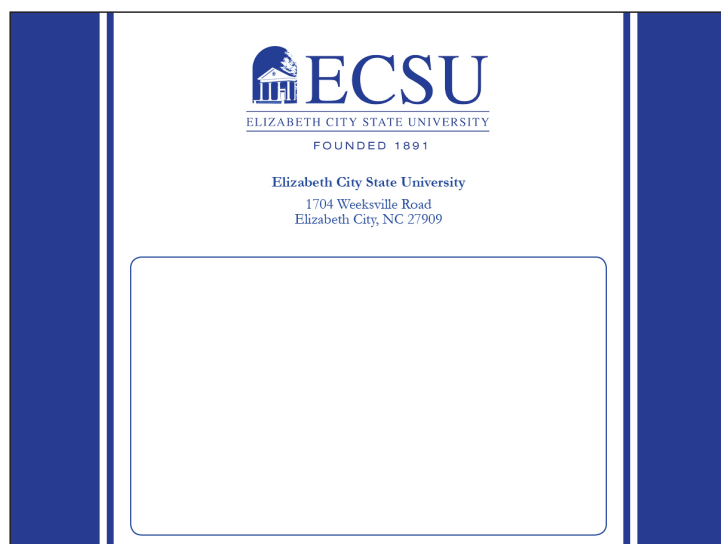 ECSU
ELIZABETH CITY STATE UNIVERSITY
FOUNDED 1891
Elizabeth City State University
1704 Weeksville Road
Elizabeth City, NC 27909